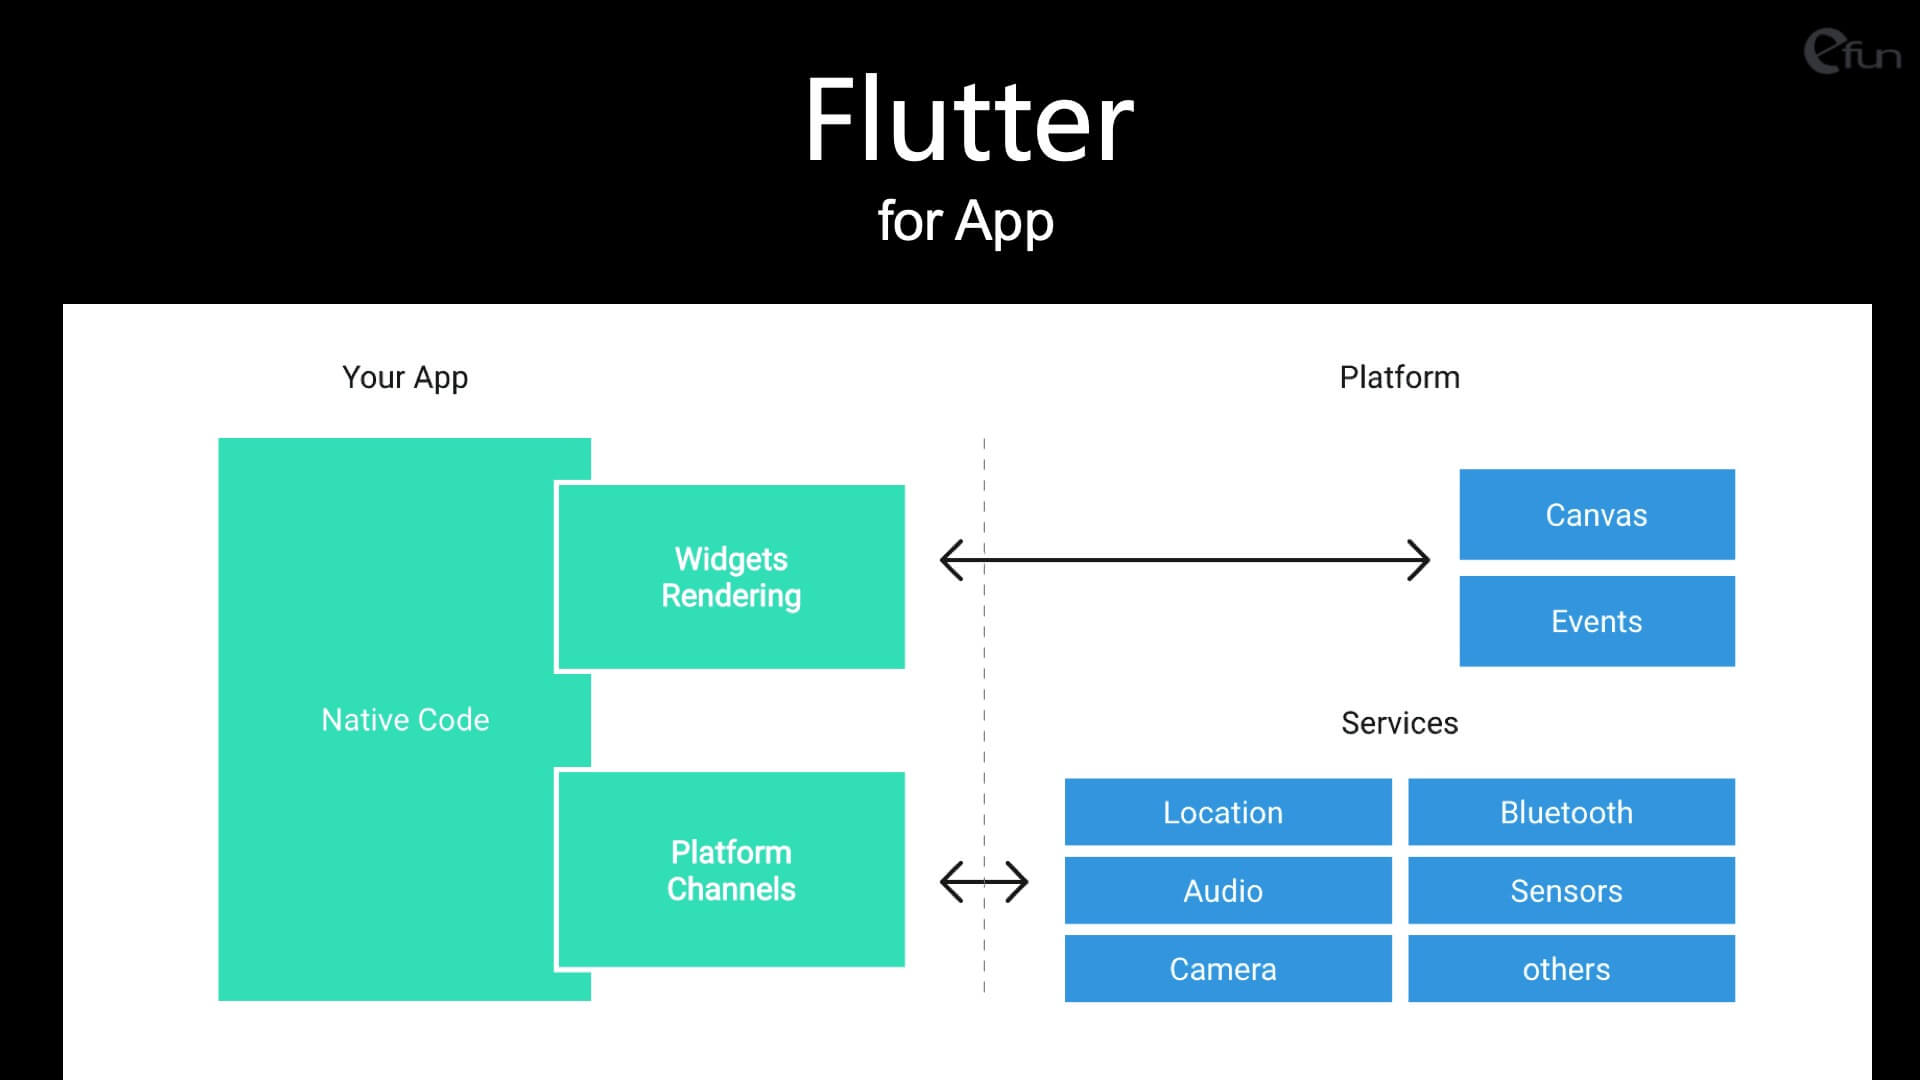 efun
Flutter
for App
Your App
Platform
Native Code
Widgets
Rendering
Canvas
Events
Platform
Channels
Services
Location
Bluetooth
Audio
Sensors
Camera
others